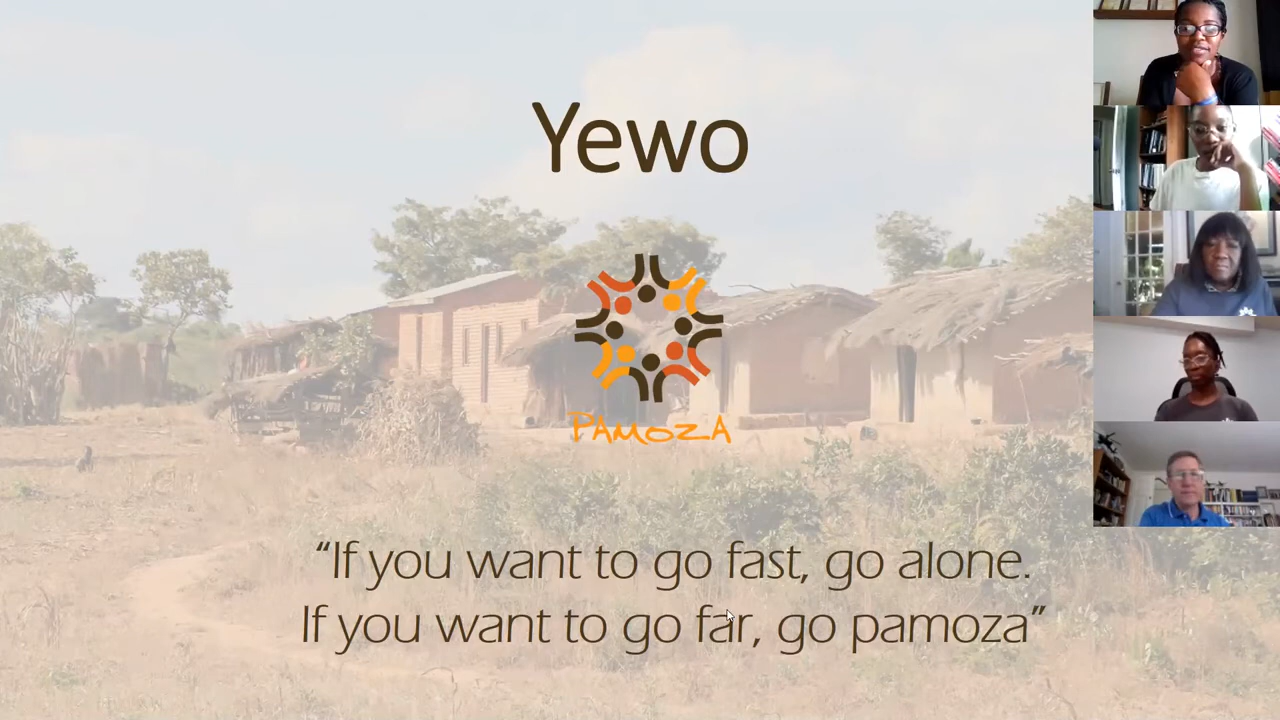 Yewo
PAMOZA
“If you want to go fast, go alone.
If you want to go far, go pamoza”